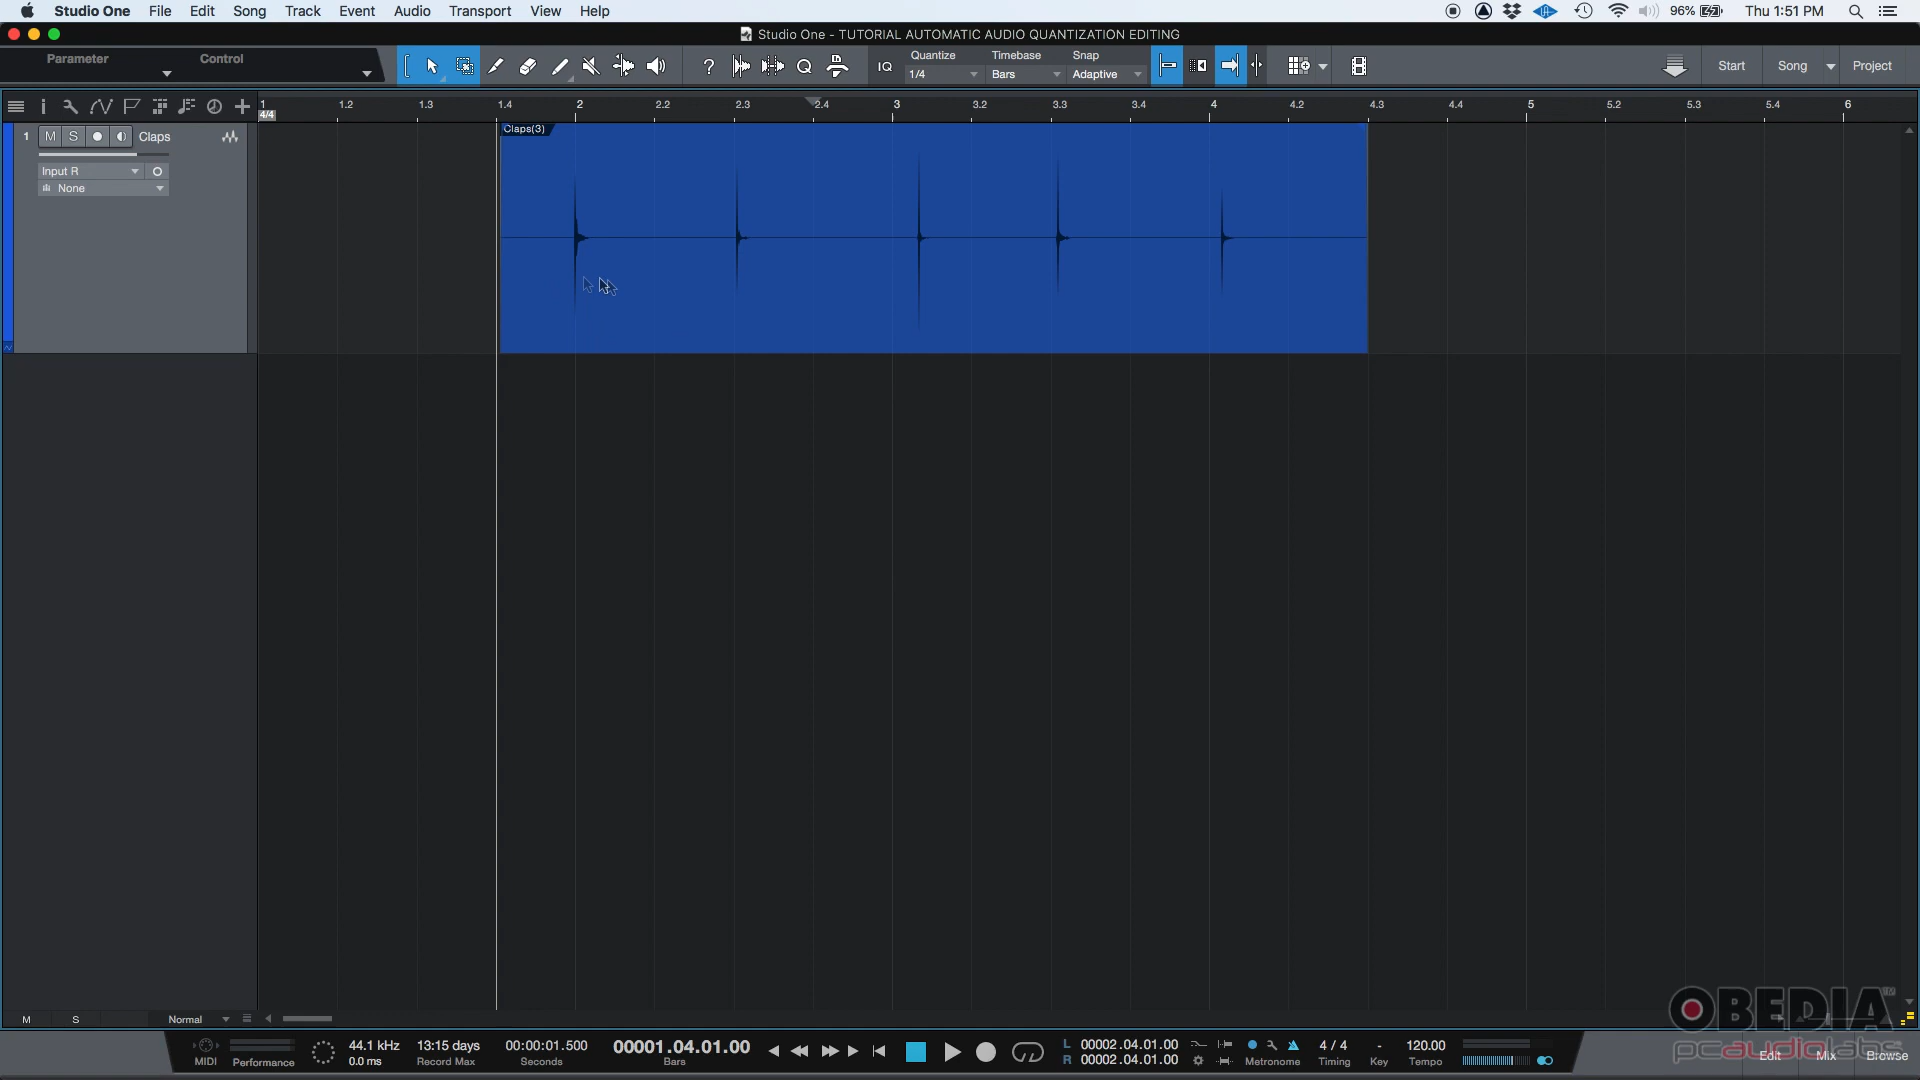 Studio One File Edit Song Track Event Audio Transport View Help 96% Thu 1:51 PM
Studio One - TUTORIAL AUTOMATIC AUDIO QUANTIZATION EDITING
Parameter Control ? Q IQ Quantize Timebase Snap Start Song Project
1/4 Bars Adaptive
1 1.2 1.3 1.4 2 2.2 2.3 2.4 3 3.2 3.3 3.4 4 4.2 4.3 4.4 5 5.2 5.3 5.4 6
4/4
1 M S Claps
Claps(3)
Input R
None
M S Normal
OBEDIA™
pcaudiolabs
MIDI Performance
44.1 kHz
0.0 ms
13:15 days
Record Max
00:00:01.500
Seconds
00001.04.01.00
Bars
L 00002.04.01.00
R 00002.04.01.00
Metronome
4 / 4
Timing
-
Key
120.00
Tempo
Edit Mix Browse